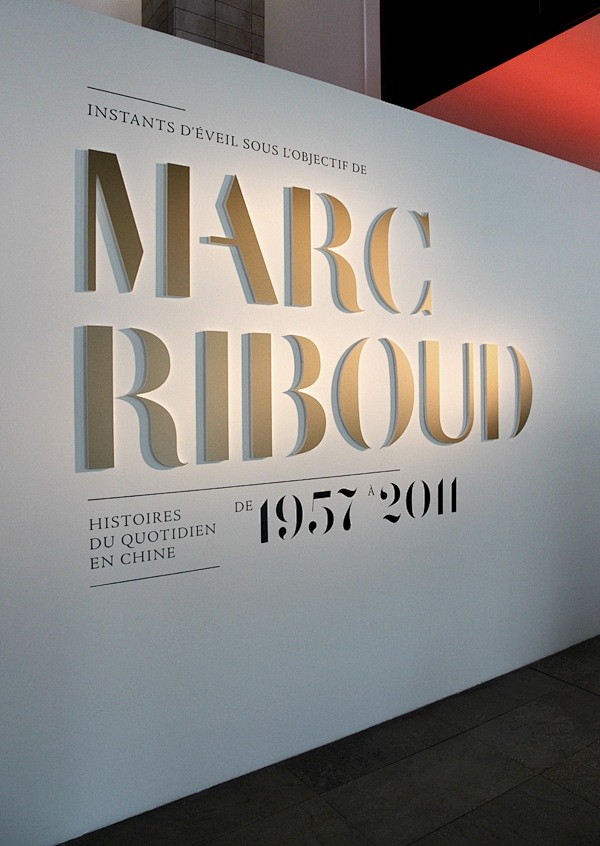 INSTANTS D'ÉVEIL SOUS L'OBJECTIF DE
MARC
RIBOUD
HISTOIRES
DU QUOTIDIEN
EN CHINE
DE 1957 À 2011